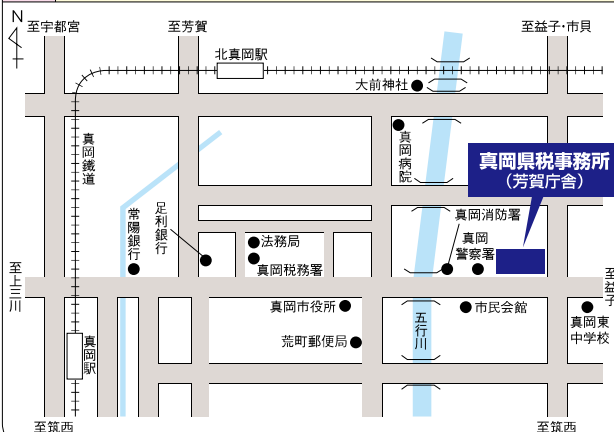 N
至宇都宮
至芳賀
至益子・市貝
北真岡駅
大前神社
真岡鐵道
真岡病院
真岡県税事務所
（芳賀庁舎）
常陽銀行
足利銀行
法務局
真岡税務署
真岡消防署
真岡
警察署
至上三川
至益子
真岡市役所
市民会館
五行川
真岡東
中学校
荒町郵便局
真岡駅
至筑西
至筑西